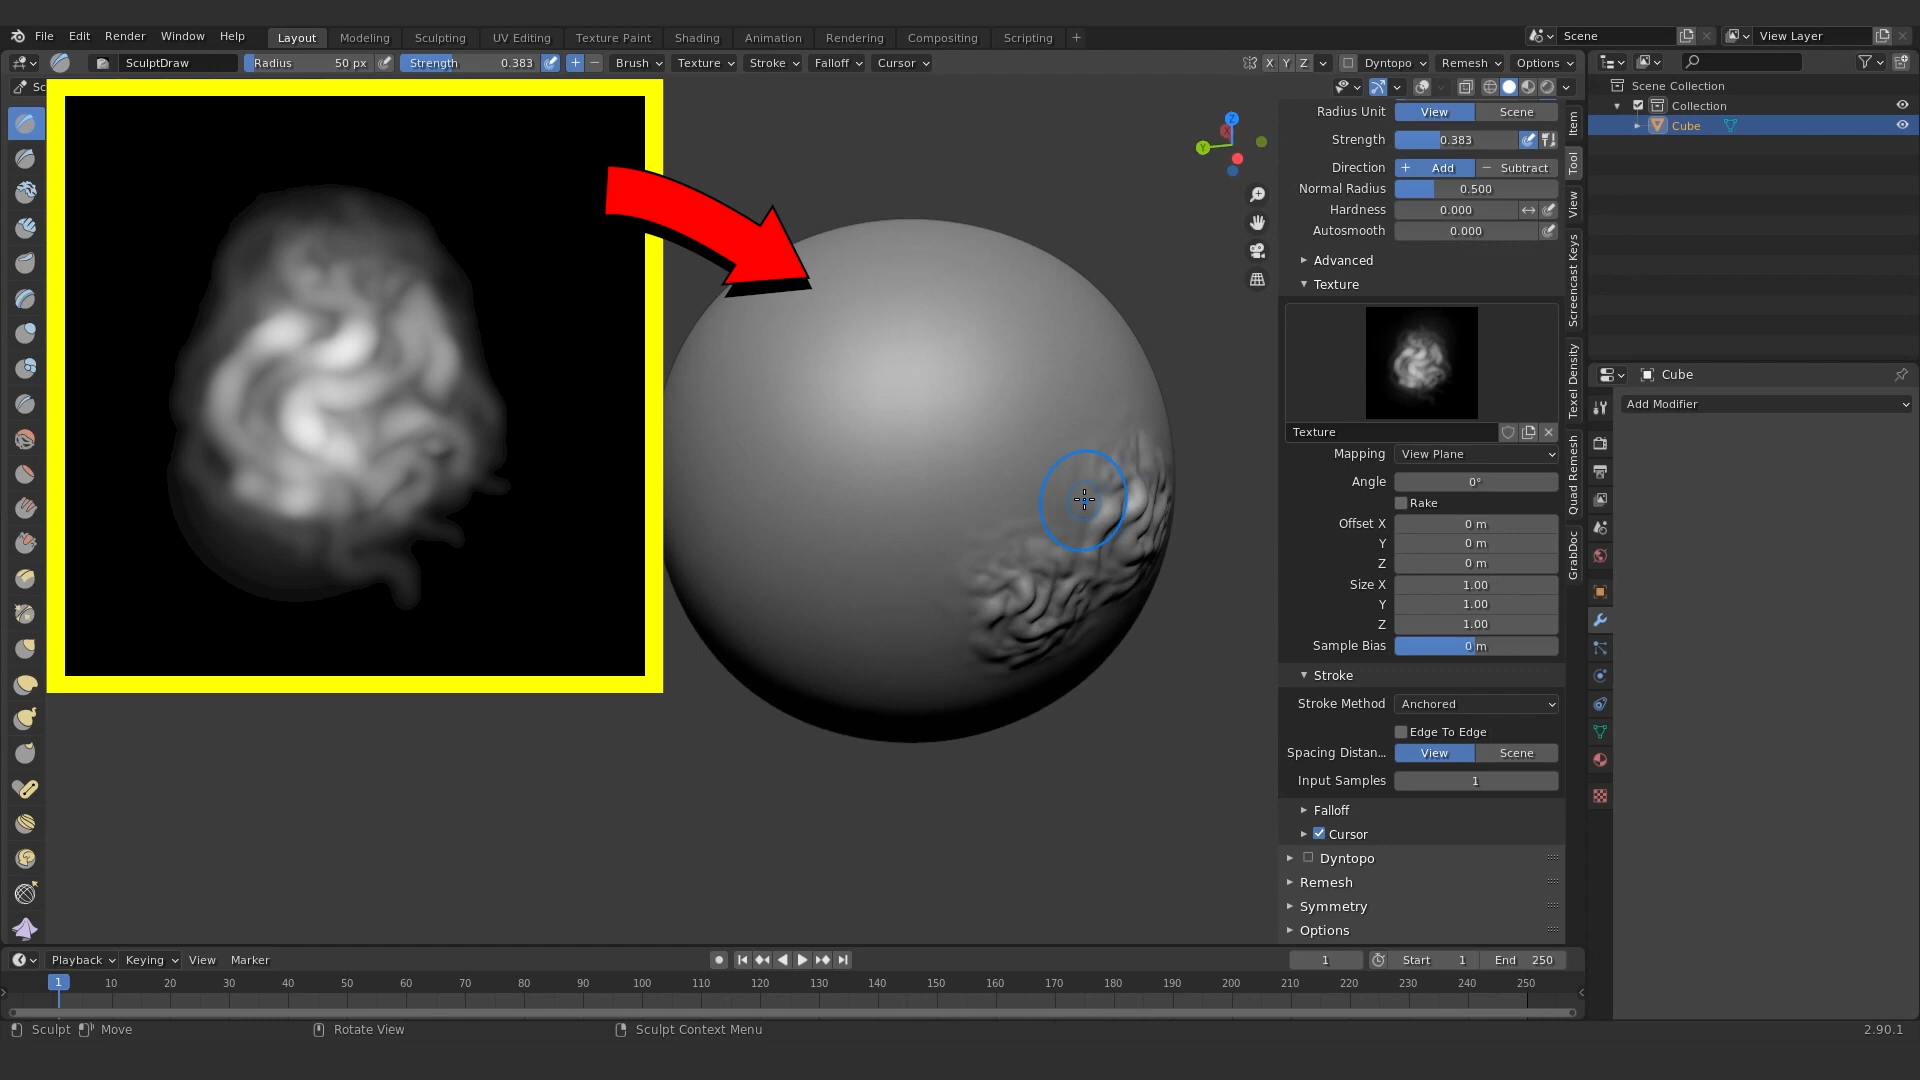 File Edit Render Window Help Layout Modeling Sculpting UV Editing Texture Paint Shading Animation Rendering Compositing Scripting + Scene View Layer
SculptDraw Radius 50 px Strength 0.383 + − Brush Texture Stroke Falloff Cursor X Y Z Dyntopo Remesh Options
Sc
Scene Collection
Collection
Cube
Z
X
Y
Radius Unit View Scene
Strength 0.383
Direction + Add − Subtract
Normal Radius 0.500
Hardness 0.000
Autosmooth 0.000
Advanced
Texture
Texture
Mapping View Plane
Angle 0°
Rake
Offset X 0 m
Y 0 m
Z 0 m
Size X 1.00
Y 1.00
Z 1.00
Sample Bias 0 m
Stroke
Stroke Method Anchored
Edge To Edge
Spacing Distan... View Scene
Input Samples 1
Falloff
Cursor
Dyntopo
Remesh
Symmetry
Options
Item
Tool
View
Screencast Keys
Texel Density
Quad Remesh
GrabDoc
Cube
Add Modifier
Playback Keying View Marker 1 Start 1 End 250
1 10 20 30 40 50 60 70 80 90 100 110 120 130 140 150 160 170 180 190 200 210 220 230 240 250
Sculpt Move Rotate View Sculpt Context Menu 2.90.1